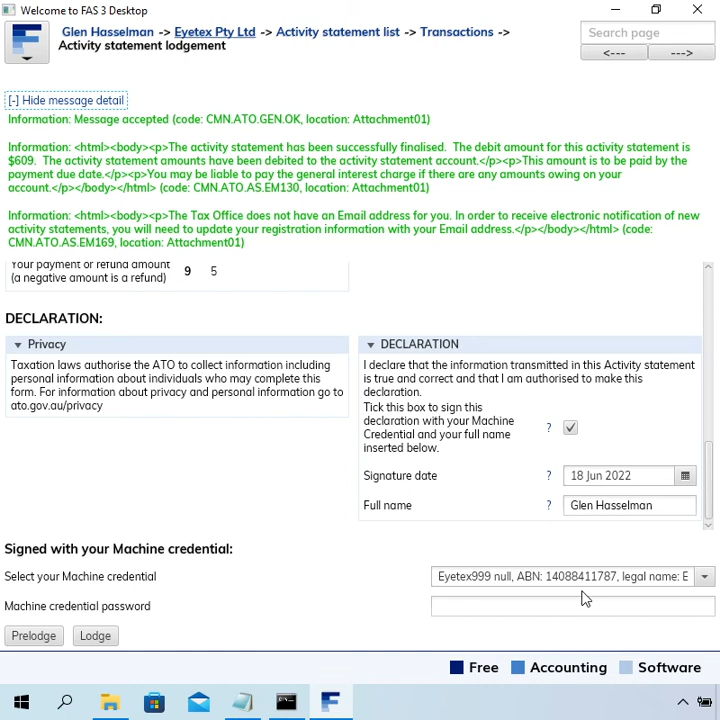 Welcome to FAS 3 Desktop
Glen Hasselman -> Eyetex Pty Ltd -> Activity statement list -> Transactions ->
Activity statement lodgement
Search page
<--- --->
[-] Hide message detail
Information: Message accepted (code: CMN.ATO.GEN.OK, location: Attachment01)
Information: <html><body><p>The activity statement has been successfully finalised.  The debit amount for this activity statement is
$609.  The activity statement amounts have been debited to the activity statement account.</p><p>This amount is to be paid by the
payment due date.</p><p>You may be liable to pay the general interest charge if there are any amounts owing on your
account.</p></body></html> (code: CMN.ATO.AS.EM130, location: Attachment01)
Information: <html><body><p>The Tax Office does not have an Email address for you. In order to receive electronic notification of new
activity statements, you will need to update your registration information with your Email address.</p></body></html> (code:
CMN.ATO.AS.EM169, location: Attachment01)
Your payment or refund amount
(a negative amount is a refund) 9 5
DECLARATION:
Privacy
Taxation laws authorise the ATO to collect information including
personal information about individuals who may complete this
form. For information about privacy and personal information go to
ato.gov.au/privacy
DECLARATION
I declare that the information transmitted in this Activity statement
is true and correct and that I am authorised to make this
declaration.
Tick this box to sign this
declaration with your Machine
Credential and your full name
inserted below. ?
Signature date ? 18 Jun 2022
Full name ? Glen Hasselman
Signed with your Machine credential:
Select your Machine credential Eyetex999 null, ABN: 14088411787, legal name: E
Machine credential password
Prelodge Lodge
Free Accounting Software